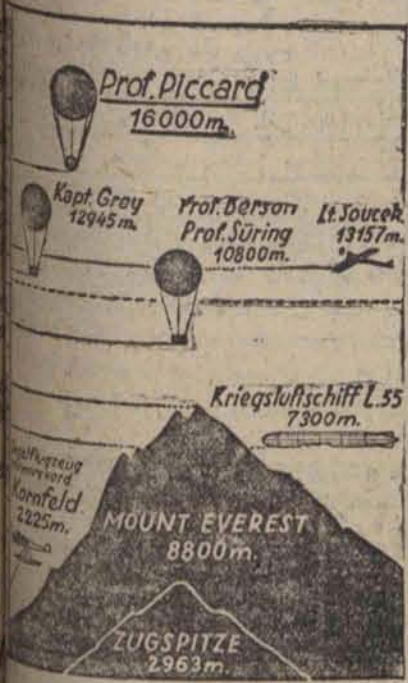 Prof. Piccard
16000m.
Kapt. Gray
12945m.
Prof. Berson
Prof. Süring
10800m.
Lt. Soucek
13157m.
Kriegsluftschiff L.55
7300m.
Kornfeld
2225m.
MOUNT EVEREST
8800m.
ZUGSPITZE
2963m.